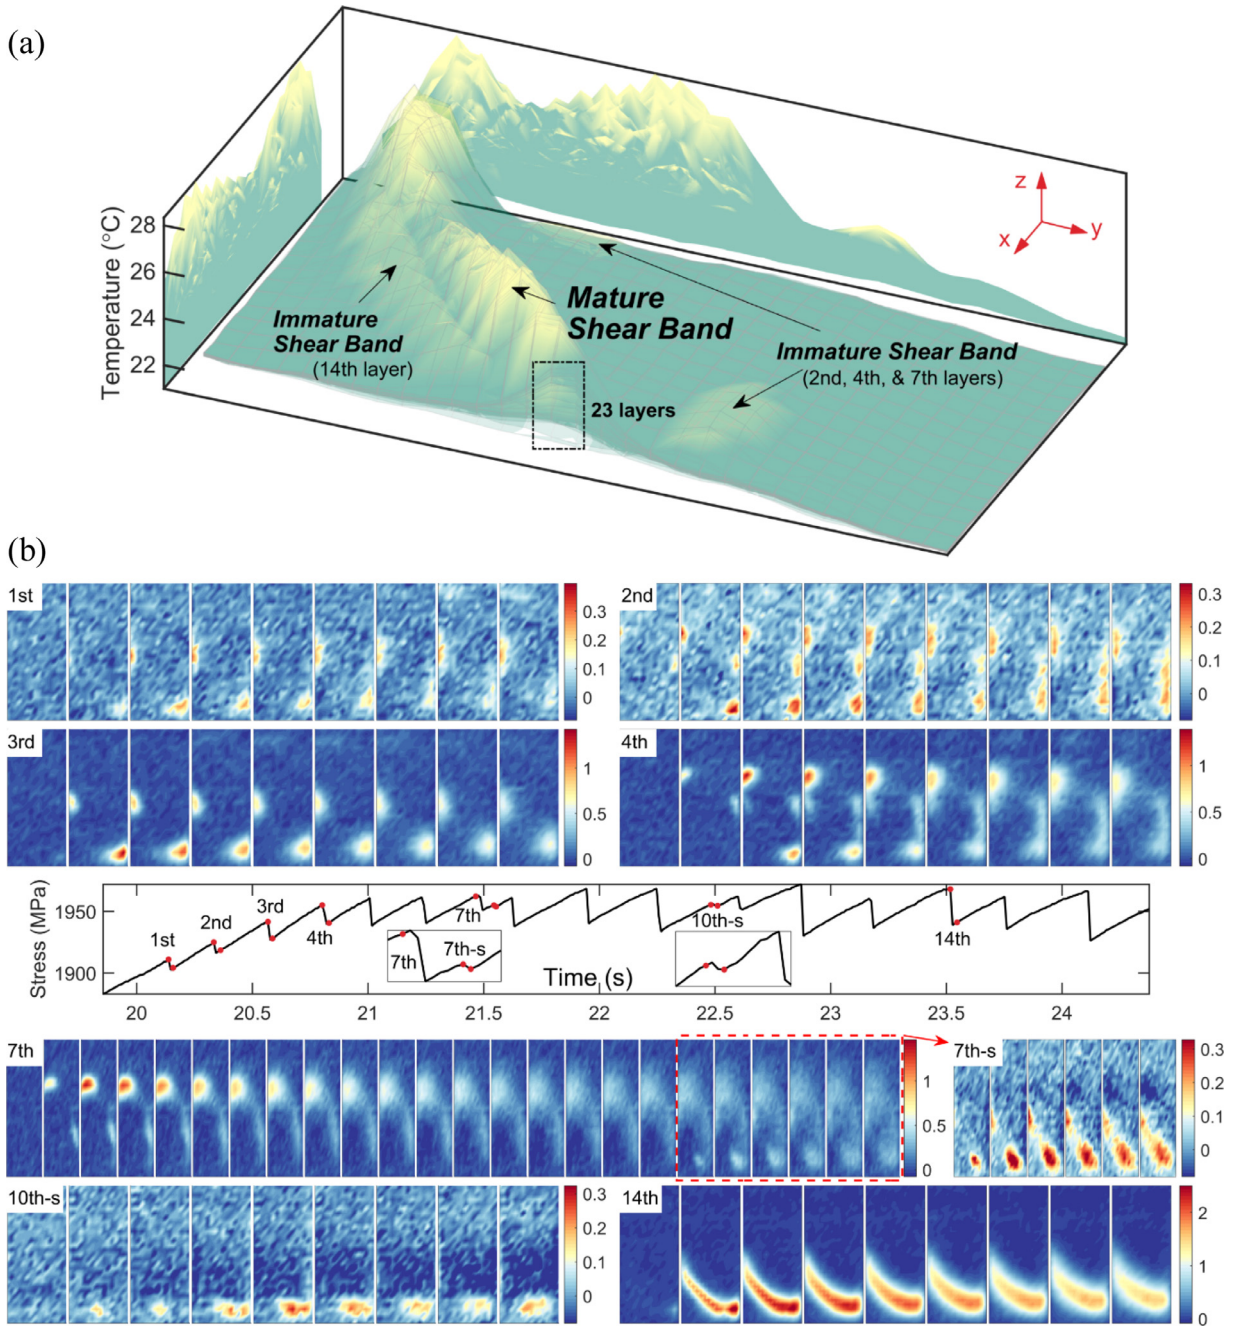 (a)
Temperature (°C)
28
26
24
22
z
x
y
Mature
Shear Band
Immature
Shear Band
(14th layer)
Immature Shear Band
(2nd, 4th, & 7th layers)
23 layers
(b)
1st
0.3
0.2
0.1
0
2nd
0.3
0.2
0.1
0
3rd
1
0.5
0
4th
1
0.5
0
Stress (MPa)
1950
1900
1st
2nd
3rd
4th
7th
7th
7th-s
10th-s
14th
Time (s)
20
20.5
21
21.5
22
22.5
23
23.5
24
7th
1
0.5
0
7th-s
0.3
0.2
0.1
0
10th-s
0.3
0.2
0.1
0
14th
2
1
0